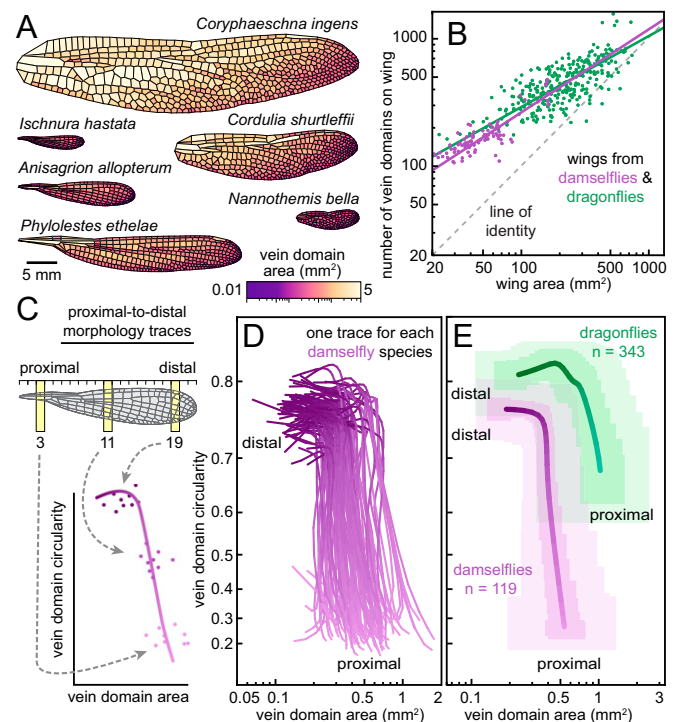 A
Coryphaeschna ingens
Ischnura hastata
Cordulia shurtleffii
Anisagrion allopterum
Nannothemis bella
Phylolestes ethelae
5 mm
vein domain
area (mm²)
0.01
5
B
number of vein domains on wing
1000
500
100
50
20
wings from
damselflies &
dragonflies
line of
identity
20
50
100
500
1000
wing area (mm²)
C
proximal-to-distal
morphology traces
proximal
distal
3
11
19
vein domain circularity
vein domain area
D
one trace for each
damselfly species
vein domain circularity
0.8
0.7
0.6
0.5
0.4
0.3
0.2
distal
proximal
0.05
0.1
0.5
1
2
vein domain area (mm²)
E
dragonflies
n = 343
distal
distal
proximal
damselflies
n = 119
proximal
0.1
0.5
1
3
vein domain area (mm²)